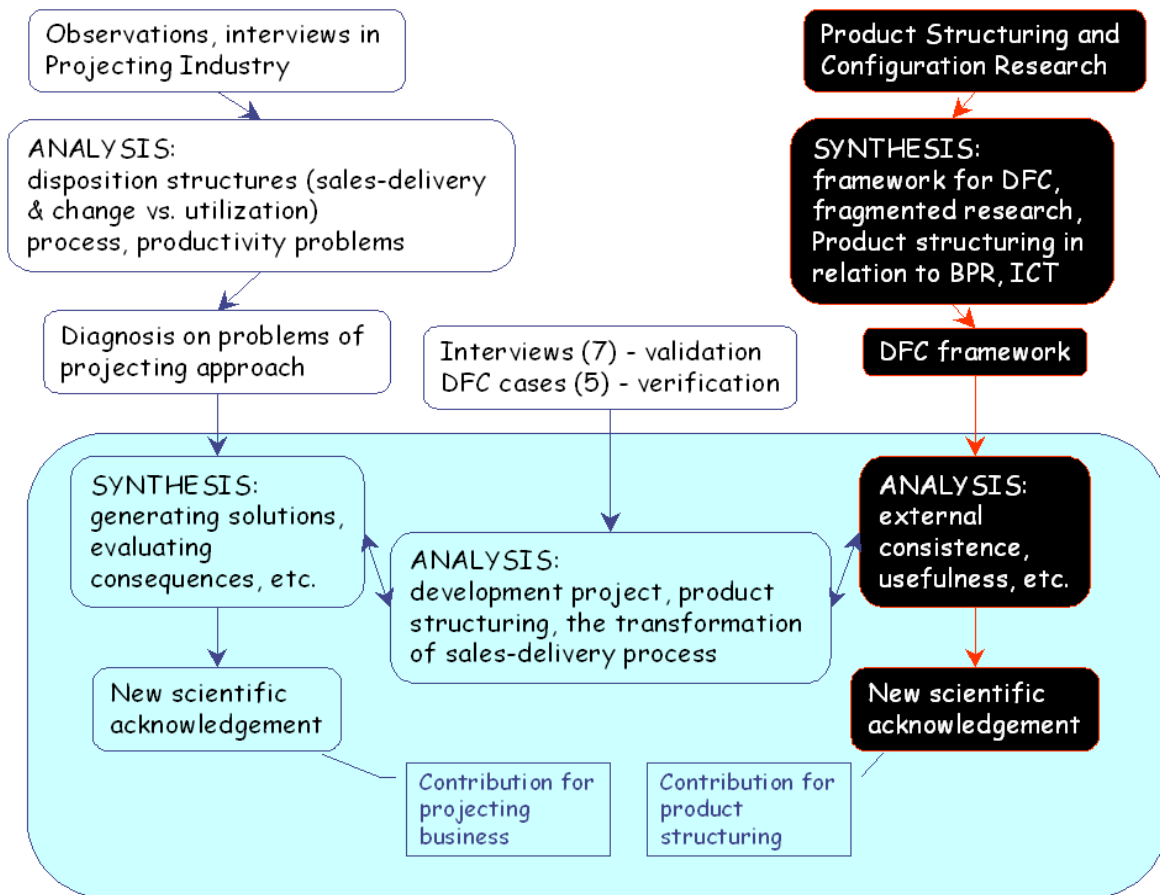 Observations, interviews in
Projecting Industry
Product Structuring and
Configuration Research
ANALYSIS:
disposition structures (sales-delivery
& change vs. utilization)
process, productivity problems
SYNTHESIS:
framework for DFC,
fragmented research,
Product structuring in
relation to BPR, ICT
Diagnosis on problems of
projecting approach
Interviews (7) - validation
DFC cases (5) - verification
DFC framework
SYNTHESIS:
generating solutions,
evaluating
consequences, etc.
ANALYSIS:
development project, product
structuring, the transformation
of sales-delivery process
ANALYSIS:
external
consistence,
usefulness, etc.
New scientific
acknowledgement
New scientific
acknowledgement
Contribution for
projecting
business
Contribution for
product
structuring